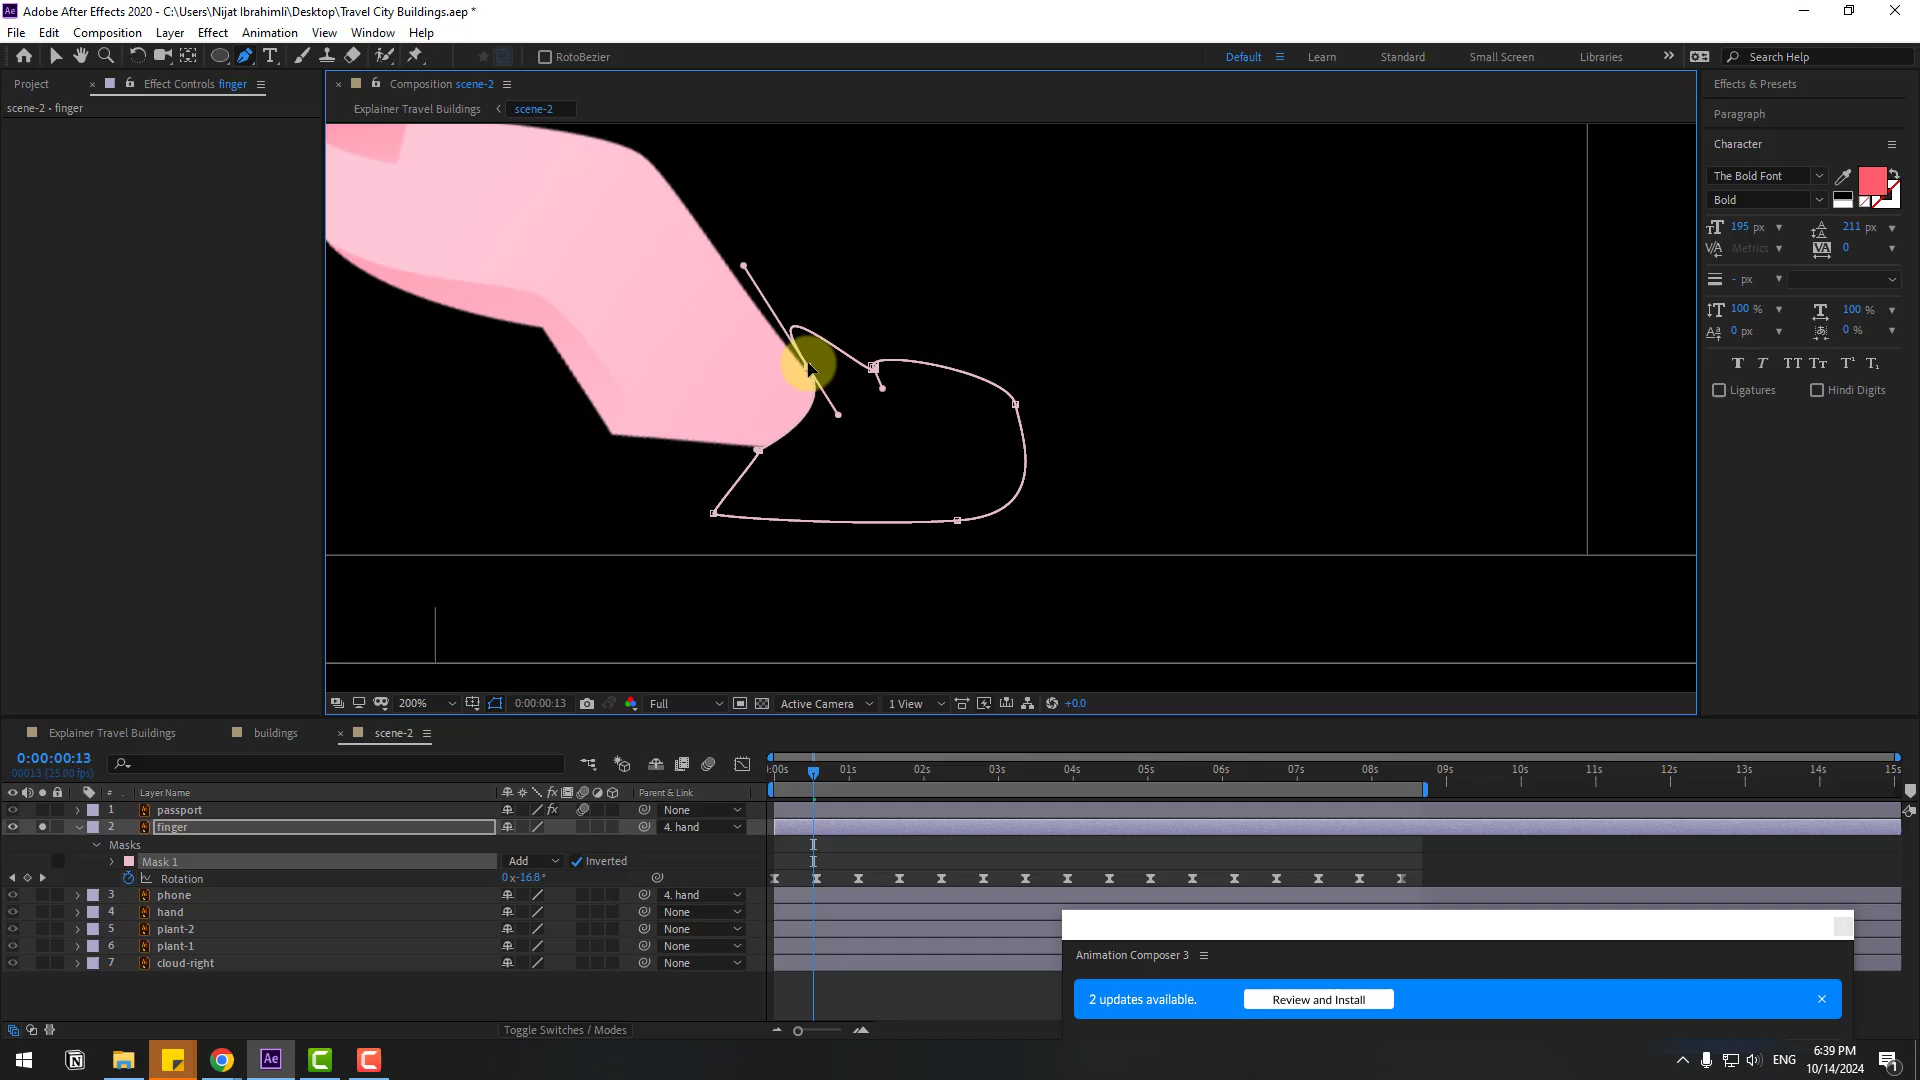 Adobe After Effects 2020 - C:\Users\Nijat Ibrahimli\Desktop\Travel City Buildings.aep *
File Edit Composition Layer Effect Animation View Window Help
RotoBezier
Default Learn Standard Small Screen Libraries Search Help
Project Effect Controls finger
scene-2 • finger
Composition scene-2
Explainer Travel Buildings scene-2
Effects & Presets
Paragraph
Character
The Bold Font
Bold
195 px 211 px
Metrics 0
- px
100 % 100 %
0 px 0 %
Ligatures Hindi Digits
200% 0:00:00:13 Full Active Camera 1 View +0.0
Explainer Travel Buildings buildings scene-2
0:00:00:13
00013 (25.00 fps)
:00s 01s 02s 03s 04s 05s 06s 07s 08s 09s 10s 11s 12s 13s 14s 15s
# Layer Name Parent & Link
1 passport None
2 finger 4. hand
Masks
Mask 1 Add Inverted
Rotation 0x-16.8°
3 phone 4. hand
4 hand None
5 plant-2 None
6 plant-1 None
7 cloud-right None
Animation Composer 3
2 updates available. Review and Install
Toggle Switches / Modes
ENG 6:39 PM
10/14/2024